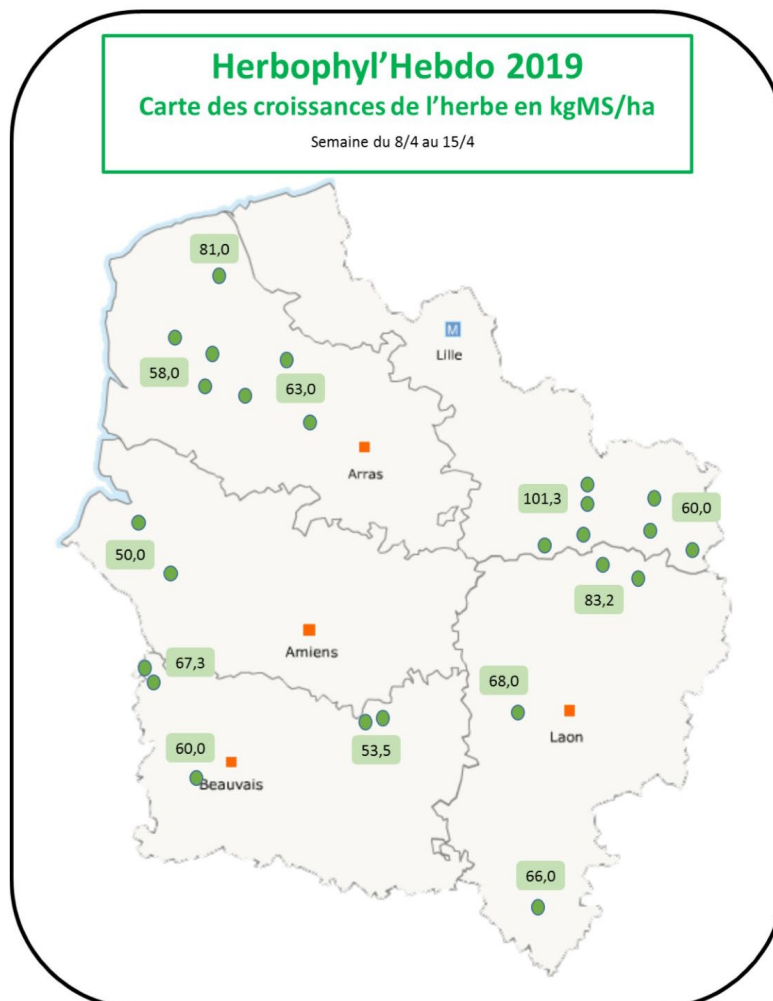 Herbophyl'Hebdo 2019
Carte des croissances de l'herbe en kgMS/ha
Semaine du 8/4 au 15/4
81,0
M
Lille
58,0
63,0
Arras
101,3
60,0
50,0
83,2
Amiens
67,3
68,0
Laon
60,0
53,5
Beauvais
66,0